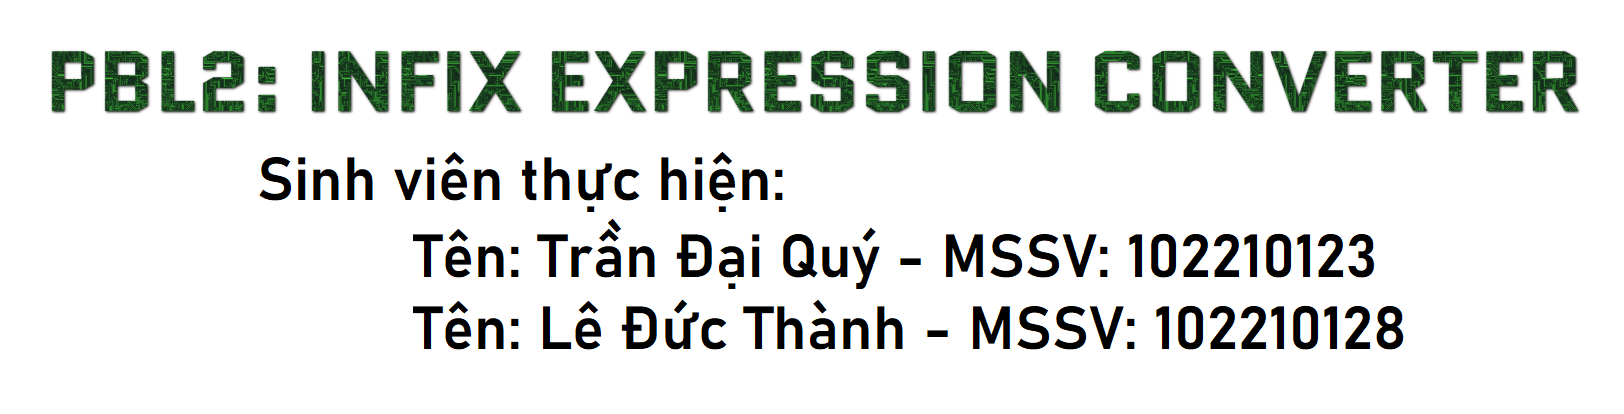 PBL2: INFIX EXPRESSION CONVERTER
Sinh viên thực hiện:
Tên: Trần Đại Quý - MSSV: 102210123
Tên: Lê Đức Thành - MSSV: 102210128